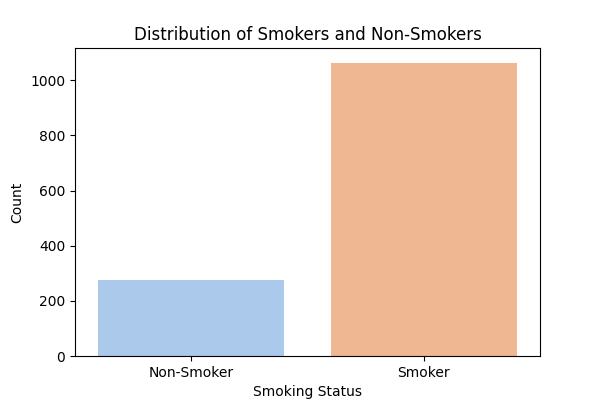 Distribution of Smokers and Non-Smokers
1000
800
600
400
200
0
Count
Non-Smoker
Smoker
Smoking Status